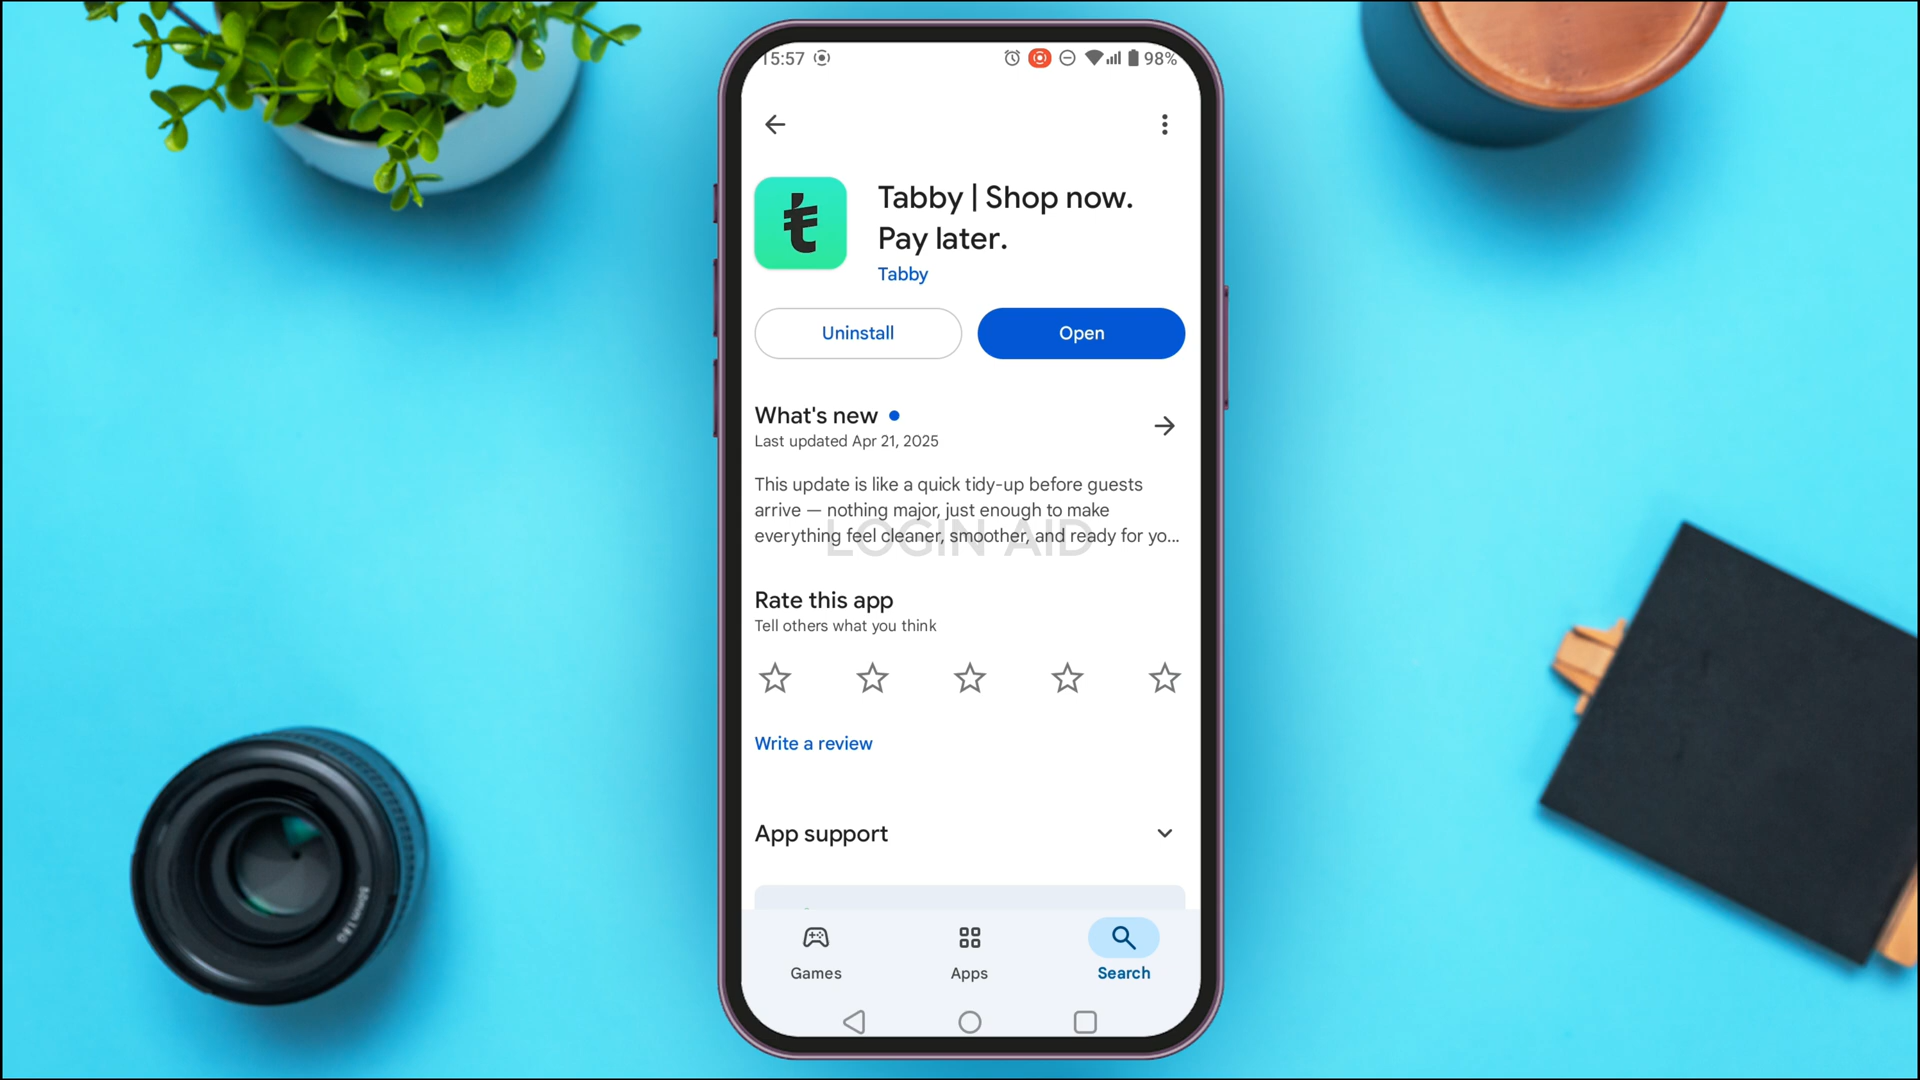 15:57
98%
Tabby | Shop now.
Pay later.
Tabby
Uninstall
Open
What's new
Last updated Apr 21, 2025
This update is like a quick tidy-up before guests
arrive — nothing major, just enough to make
everything feel cleaner, smoother, and ready for yo...
LOGIN AID
Rate this app
Tell others what you think
Write a review
App support
Games
Apps
Search